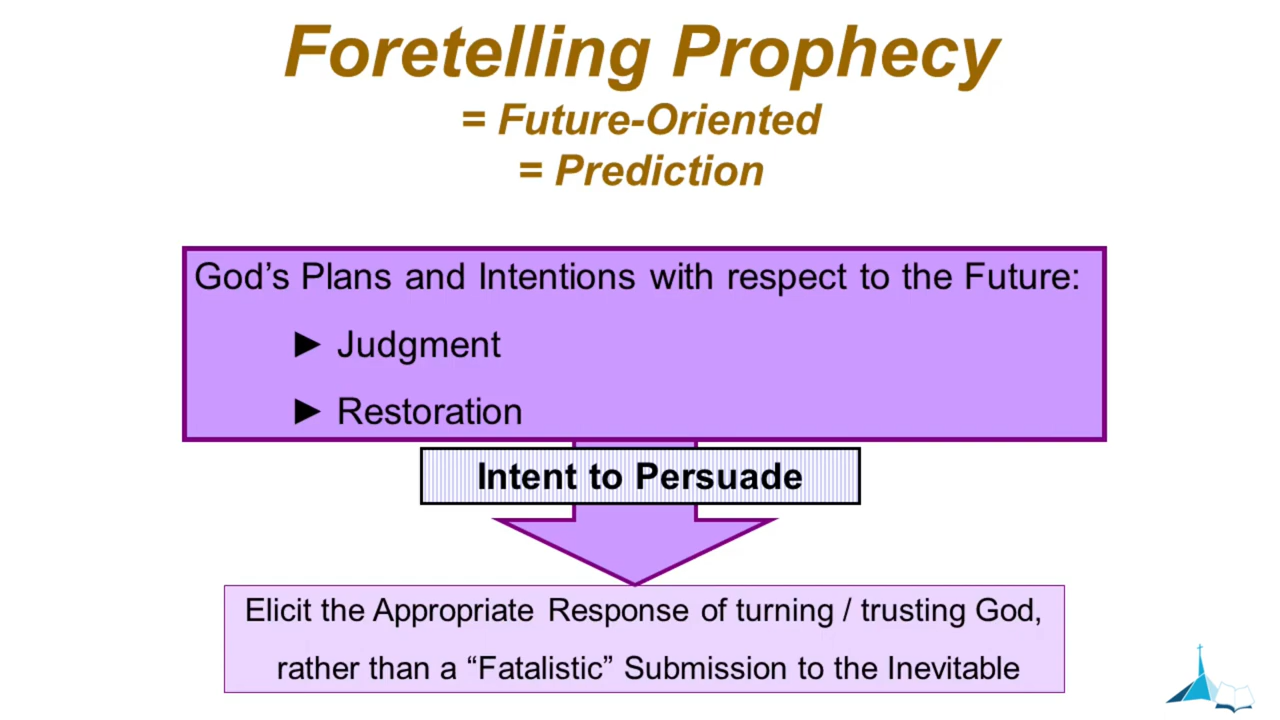 Foretelling Prophecy
= Future-Oriented
= Prediction
God’s Plans and Intentions with respect to the Future:
► Judgment
► Restoration
Intent to Persuade
Elicit the Appropriate Response of turning / trusting God,
rather than a “Fatalistic” Submission to the Inevitable